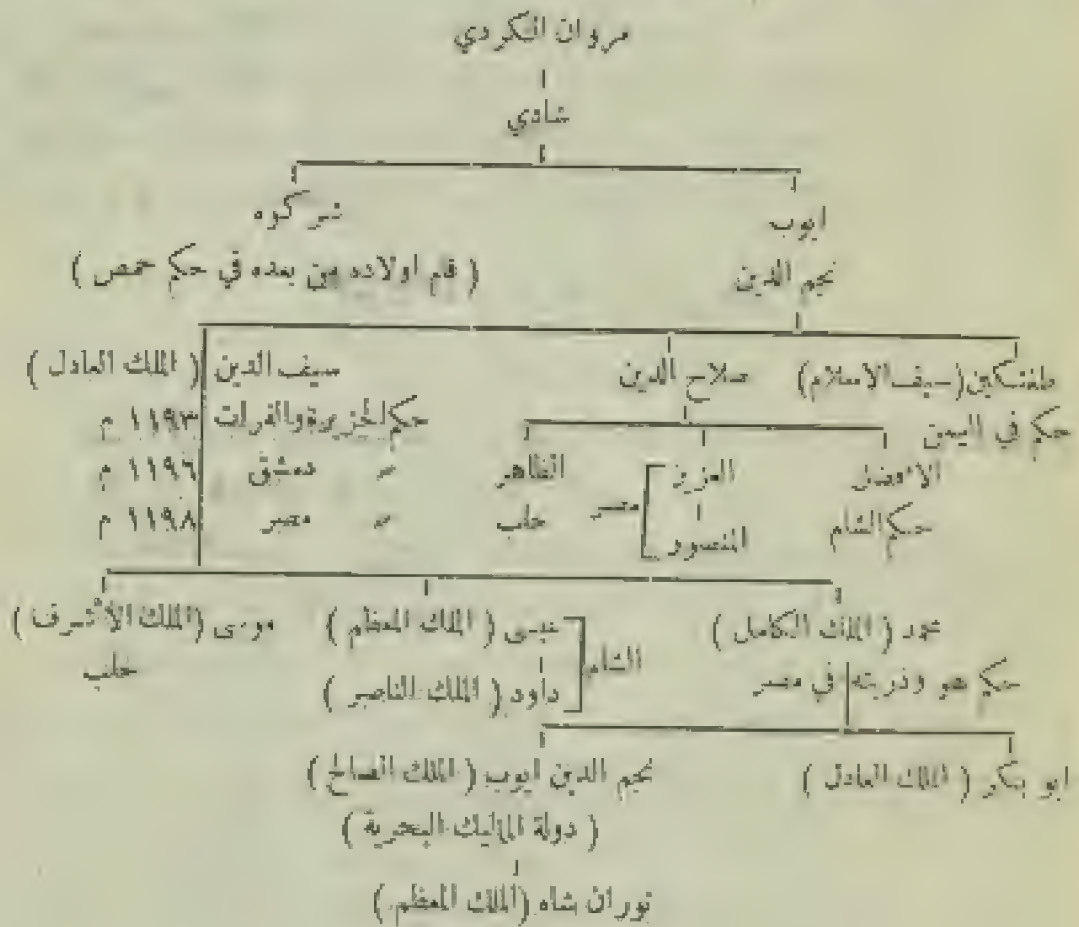 مروان الكردي
شادي
ايوب شركوه
نجم الدين ( قام اولاده من بعده في حكم حمص )
طغتكين (سيف الاسلام) صلاح الدين سيف الدين ( الملك العادل )
حكم في اليمن حكم الجزيرة والفرات ١١٩٣ م
الافضل العزيز الظاهر » دمشق ١١٩٦ م
حكم الشام المنصور مصر حلب » مصر ١١٩٨ م
محمد ( الملك الكامل ) عيسى ( الملك المعظم ) موسى (الملك الأشرف )
حكم هو وذريته في مصر الشام داود ( الملك الناصر ) حلب
ابو بكر ( الملك العادل ) نجم الدين ايوب ( الملك الصالح )
( دولة المماليك البحرية )
توران شاه (الملك المعظم )